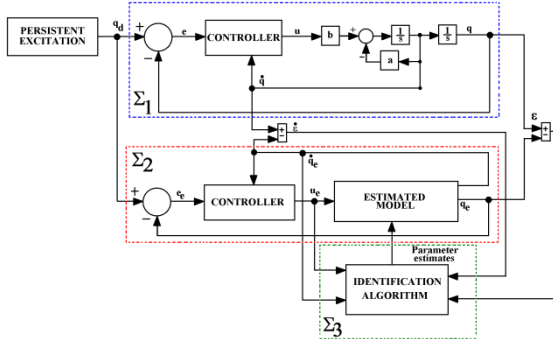 PERSISTENT
EXCITATION
q_d
+
−
e
CONTROLLER
u
b
+
−
1/s
1/s
q
a
q̇
Σ1
+
−
ε̇
ε
+
−
Σ2
q̇_e
+
−
e_e
CONTROLLER
u_e
ESTIMATED
MODEL
q_e
Parameter
estimates
IDENTIFICATION
ALGORITHM
Σ3